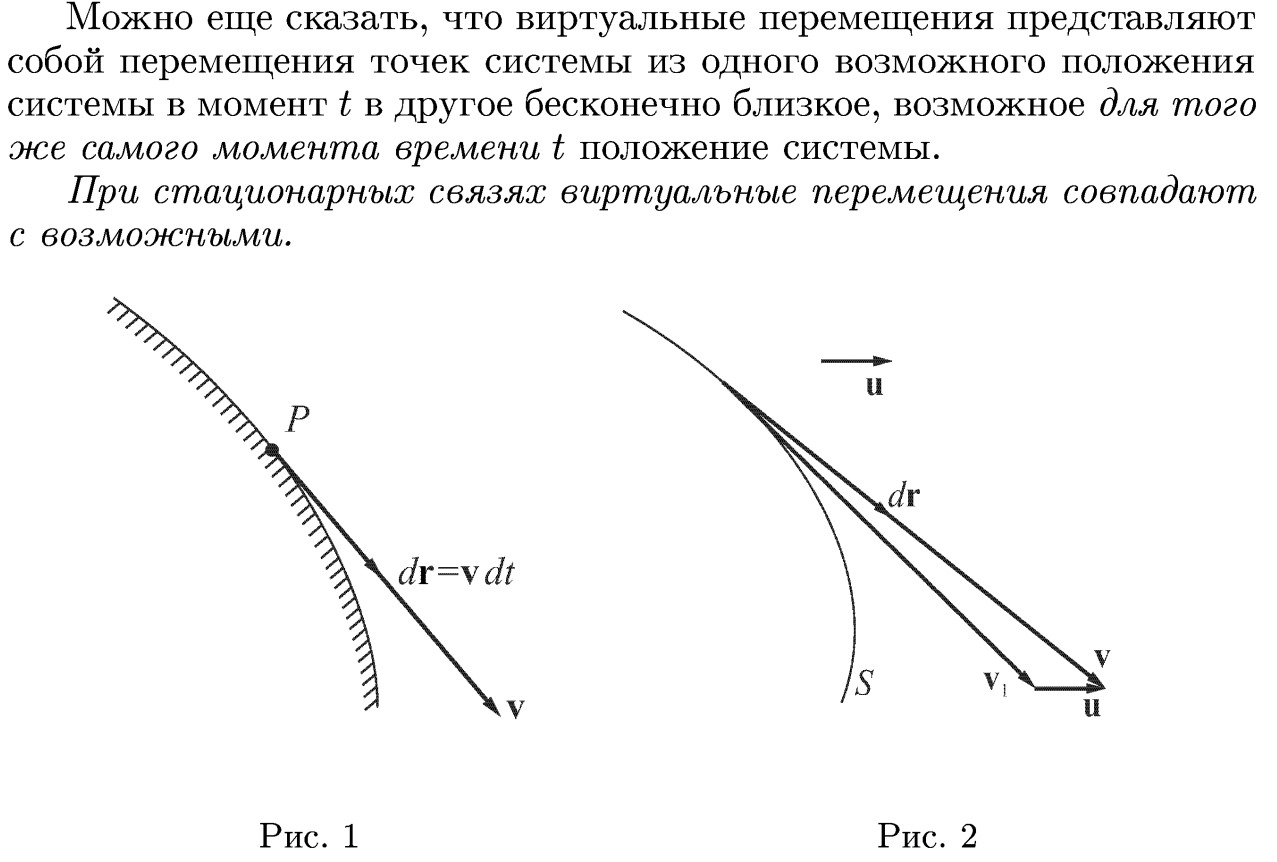 Можно еще сказать, что виртуальные перемещения представляют
собой перемещения точек системы из одного возможного положения
системы в момент t в другое бесконечно близкое, возможное для того
же самого момента времени t положение системы.
При стационарных связях виртуальные перемещения совпадают
с возможными.
P
dr=v dt
v
u
dr
v
v₁
u
S
Рис. 1
Рис. 2